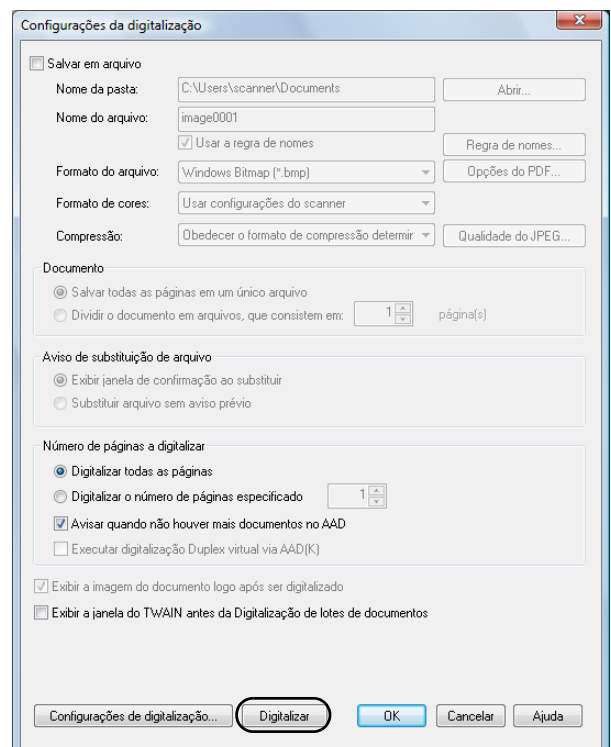 Configurações da digitalização
Salvar em arquivo
Nome da pasta: C:\Users\scanner\Documents Abrir...
Nome do arquivo: image0001
Usar a regra de nomes Regra de nomes...
Formato do arquivo: Windows Bitmap (*.bmp) Opções do PDF...
Formato de cores: Usar configurações do scanner
Compressão: Obedecer o formato de compressão determir Qualidade do JPEG...
Documento
Salvar todas as páginas em um único arquivo
Dividir o documento em arquivos, que consistem em: 1 página(s)
Aviso de substituição de arquivo
Exibir janela de confirmação ao substituir
Substituir arquivo sem aviso prévio
Número de páginas a digitalizar
Digitalizar todas as páginas
Digitalizar o número de páginas especificado 1
Avisar quando não houver mais documentos no AAD
Executar digitalização Duplex virtual via AAD(K)
Exibir a imagem do documento logo após ser digitalizado
Exibir a janela do TWAIN antes da Digitalização de lotes de documentos
Configurações de digitalização... Digitalizar OK Cancelar Ajuda